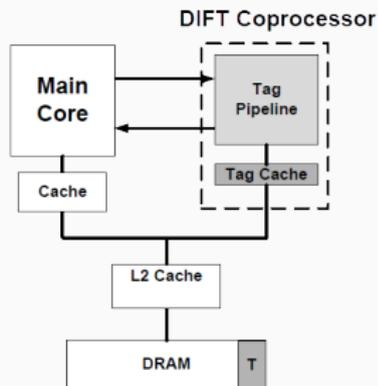 DIFT Coprocessor
Main
Core
Tag
Pipeline
Tag Cache
Cache
L2 Cache
DRAM
T